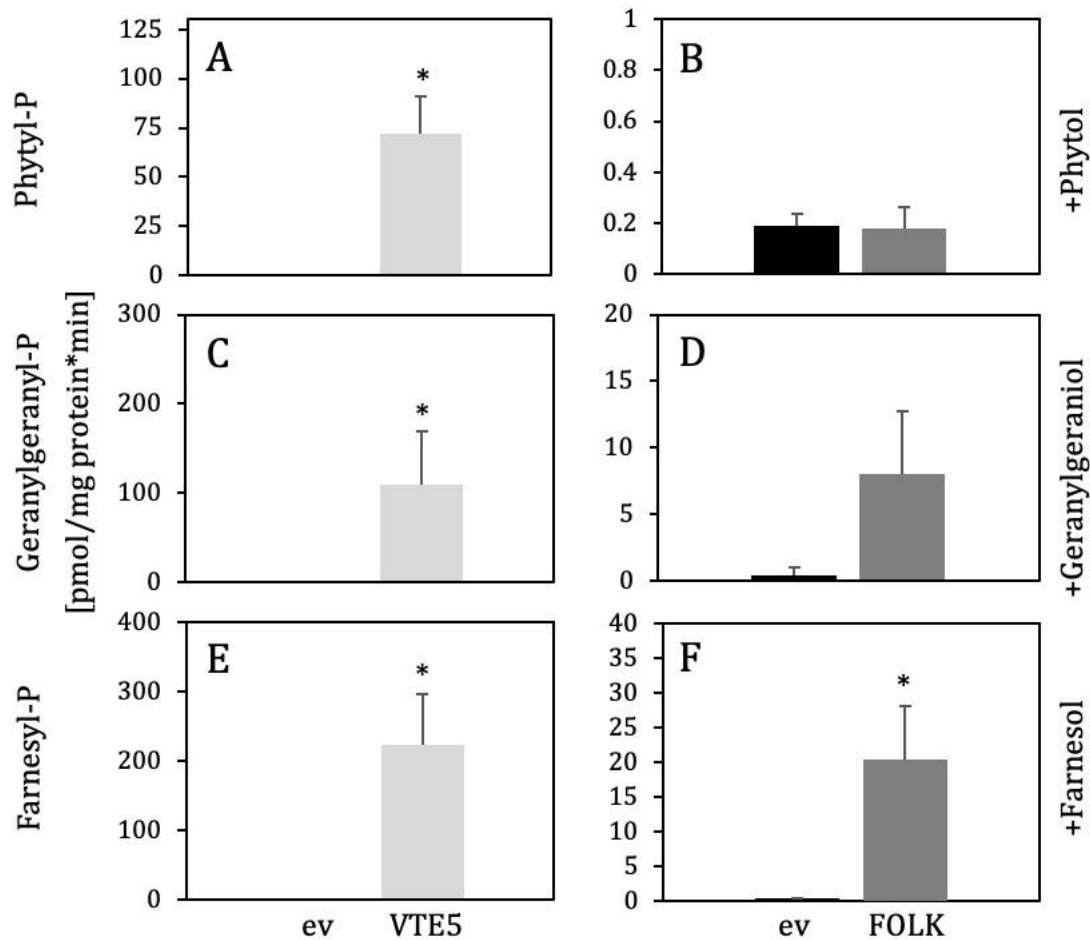 Phytyl-P
125
100
75
50
25
0
A
*
1
0.8
0.6
0.4
0.2
0
B
+Phytol
Geranylgeranyl-P
[pmol/mg protein*min]
300
200
100
0
C
*
20
15
10
5
0
D
+Geranylgeraniol
Farnesyl-P
400
300
200
100
0
E
*
ev VTE5
40
35
30
25
20
15
10
5
0
F
*
ev FOLK
+Farnesol